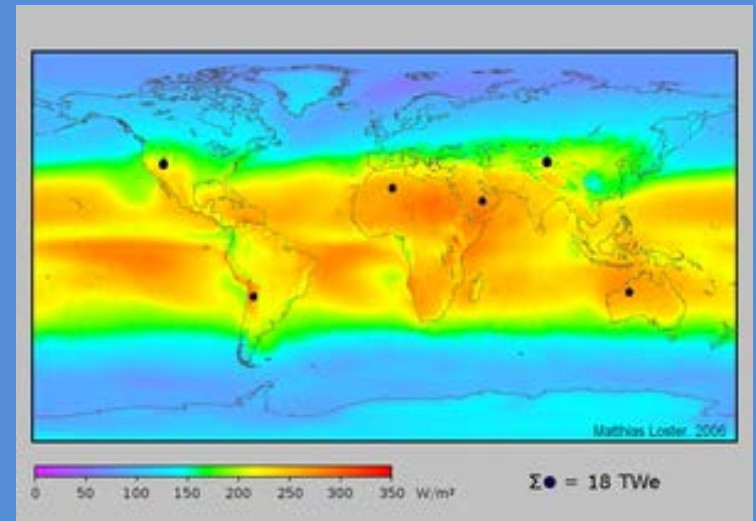 Matthias Loster, 2006
0 50 100 150 200 250 300 350 W/m²
Σ● = 18 TWe